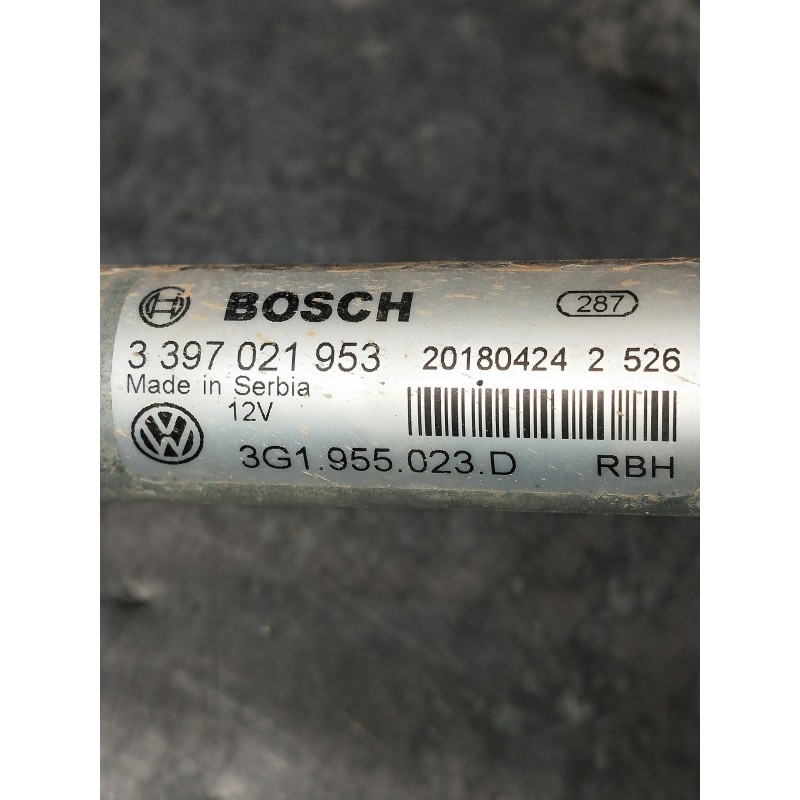 BOSCH 287
3 397 021 953 20180424 2 526
Made in Serbia
12V
3G1.955.023.D RBH